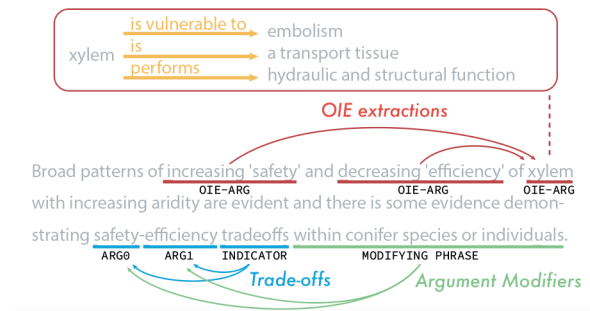 is vulnerable to
embolism
is
a transport tissue
xylem
performs
hydraulic and structural function
OIE extractions
Broad patterns of increasing 'safety' and decreasing 'efficiency' of xylem
OIE-ARG OIE-ARG OIE-ARG
with increasing aridity are evident and there is some evidence demon-
strating safety-efficiency tradeoffs within conifer species or individuals.
ARG0 ARG1 INDICATOR MODIFYING PHRASE
Trade-offs Argument Modifiers